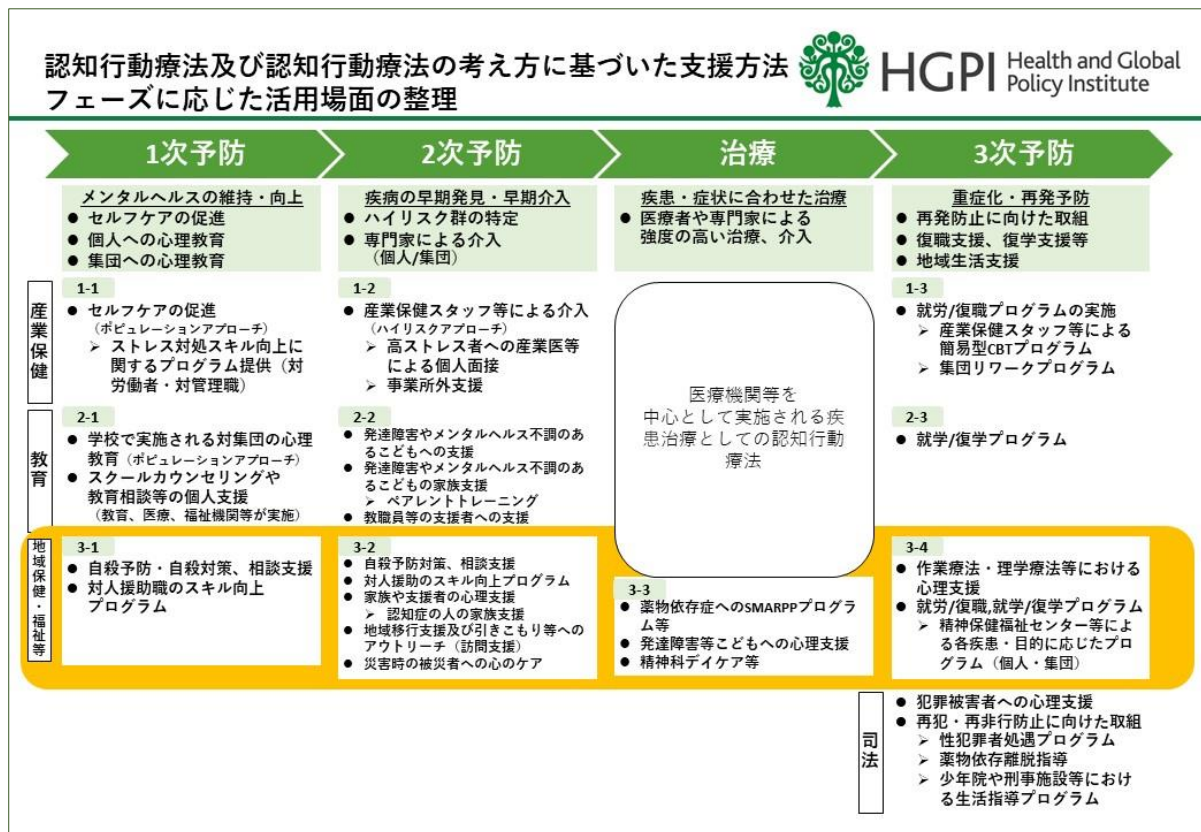 認知行動療法及び認知行動療法の考え方に基づいた支援方法
フェーズに応じた活用場面の整理
HGPI
Health and Global
Policy Institute
1次予防
2次予防
治療
3次予防
メンタルヘルスの維持・向上
● セルフケアの促進
● 個人への心理教育
● 集団への心理教育
疾病の早期発見・早期介入
● ハイリスク群の特定
● 専門家による介入
（個人/集団）
疾患・症状に合わせた治療
● 医療者や専門家による
強度の高い治療、介入
重症化・再発予防
● 再発防止に向けた取組
● 復職支援、復学支援等
● 地域生活支援
産業保健
1-1
● セルフケアの促進
（ポピュレーションアプローチ）
➢ ストレス対処スキル向上に
関するプログラム提供（対
労働者・対管理職）
1-2
● 産業保健スタッフ等による介入
（ハイリスクアプローチ）
➢ 高ストレス者への産業医等
による個人面接
➢ 事業所外支援
医療機関等を
中心として実施される疾
患治療としての認知行動
療法
1-3
● 就労/復職プログラムの実施
➢ 産業保健スタッフ等による
簡易型CBTプログラム
➢ 集団リワークプログラム
教育
2-1
● 学校で実施される対集団の心理
教育（ポピュレーションアプローチ）
● スクールカウンセリングや
教育相談等の個人支援
（教育、医療、福祉機関等が実施）
2-2
● 発達障害やメンタルヘルス不調のあ
るこどもへの支援
● 発達障害やメンタルヘルス不調のあ
るこどもの家族支援
➢ ペアレントトレーニング
● 教職員等の支援者への支援
2-3
● 就学/復学プログラム
地域保健・福祉等
3-1
● 自殺予防・自殺対策、相談支援
● 対人援助職のスキル向上
プログラム
3-2
● 自殺予防対策、相談支援
● 対人援助のスキル向上プログラム
● 家族や支援者の心理支援
➢ 認知症の人の家族支援
● 地域移行支援及び引きこもり等への
アウトリーチ（訪問支援）
● 災害時の被災者への心のケア
3-3
● 薬物依存症へのSMARPPプログラ
ム等
● 発達障害等こどもへの心理支援
● 精神科デイケア等
3-4
● 作業療法・理学療法等における
心理支援
● 就労/復職,就学/復学プログラム
➢ 精神保健福祉センター等によ
る各疾患・目的に応じたプロ
グラム（個人・集団）
司法
● 犯罪被害者への心理支援
● 再犯・再非行防止に向けた取組
➢ 性犯罪者処遇プログラム
➢ 薬物依存離脱指導
➢ 少年院や刑事施設等におけ
る生活指導プログラム